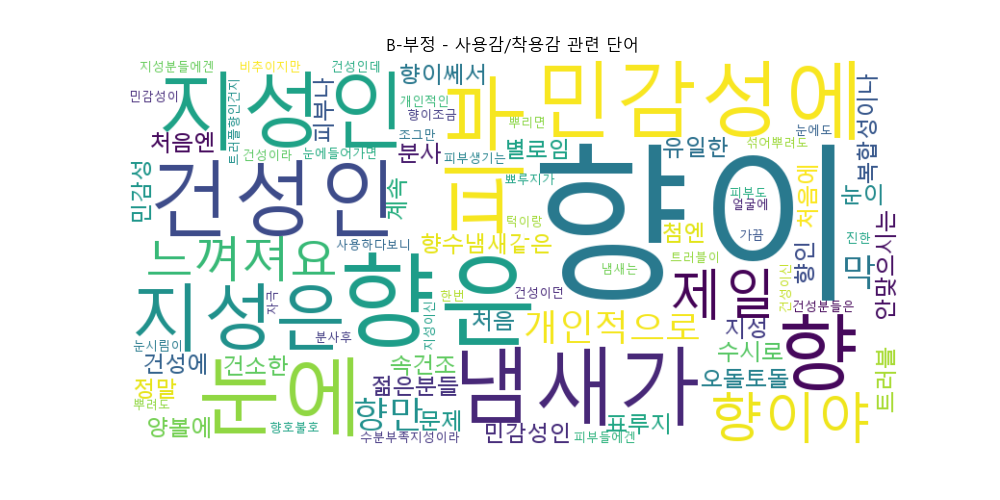 B-부정 - 사용감/착용감 관련 단어
지성분들에겐
비추이지만
건성인데
향이쎄서
민감성에
민감성이
트러플향인건지
지성인
피부나
개인적인
향이조금
피부
뿌리면
눈에도
복합성이나
처음엔
조그만
분사
별로임
유일한
섞어뿌려도
건성이라
눈에들어가면
피부생기는
향이
민감성
건성인
계속
뾰루지가
피부도
얼굴에
처음에
눈이
턱이랑
느껴져요
사용하다보니
향수냄새같은
첨엔
가끔
향인
진한
막
안맞으시는
향은
냄새는
트러블이
제일
건성이신
지성은
자극
한번
건성이던
건성분들은
지성이신
분사후
처음
개인적으로
지성
향
눈시림이
건성에
건소한
속건조
냄새가
수시로
트러블
눈에
정말
젊은분들
오돌토돌
뿌려도
향만
문제
표루지
향이야
양볼에
향호불호
수분부족지성이라
민감성인
피부들에겐